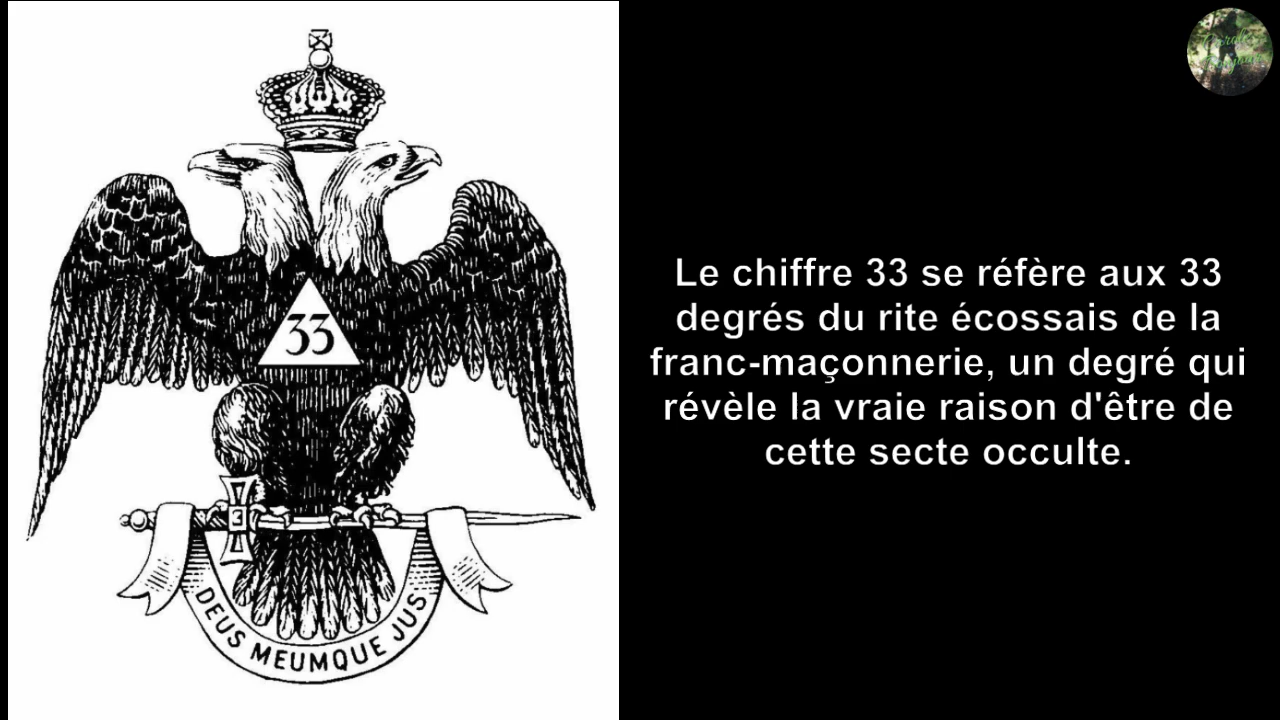 33
3
DEUS MEUMQUE JUS
Le chiffre 33 se réfère aux 33
degrés du rite écossais de la
franc-maçonnerie, un degré qui
révèle la vraie raison d'être de
cette secte occulte.